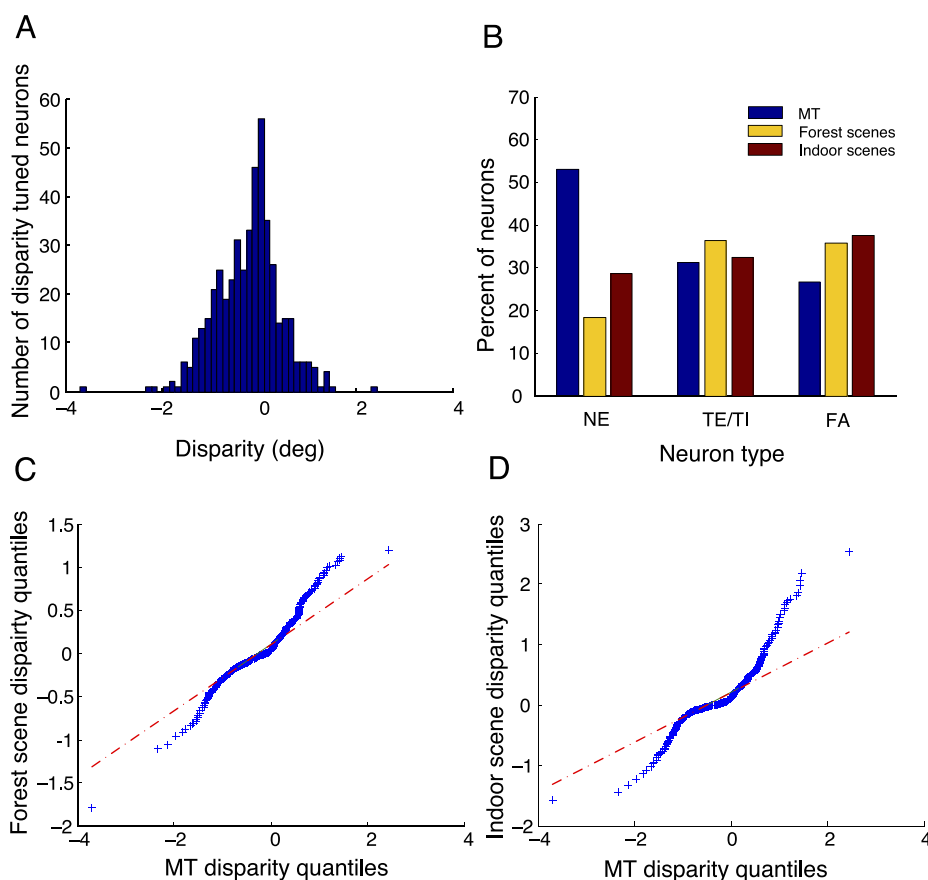 A
Number of disparity tuned neurons
60
50
40
30
20
10
0
−4
−2
0
2
4
Disparity (deg)
B
Percent of neurons
70
60
50
40
30
20
10
0
MT
Forest scenes
Indoor scenes
NE
TE/TI
FA
Neuron type
C
Forest scene dispairty quantiles
1.5
1
0.5
0
−0.5
−1
−1.5
−2
−4
−2
0
2
4
MT disparity quantiles
D
Indoor scene disparity quantiles
3
2
1
0
−1
−2
−4
−2
0
2
4
MT disparity quantiles